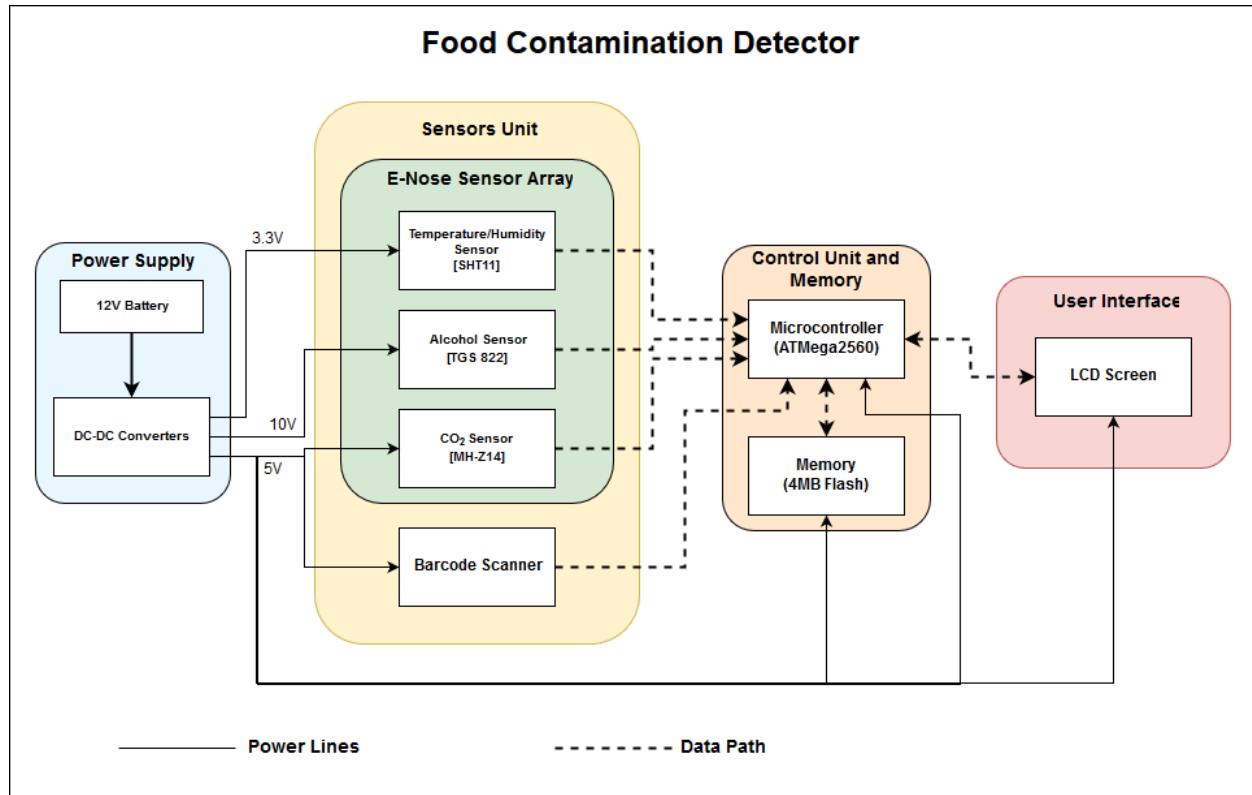 Food Contamination Detector
Sensors Unit
E-Nose Sensor Array
3.3V
Temperature/Humidity
Sensor
[SHT11]
Power Supply
12V Battery
Control Unit and
Memory
User Interface
Microcontroller
(ATMega2560)
Alcohol Sensor
[TGS 822]
LCD Screen
10V
DC-DC Converters
5V
CO₂ Sensor
[MH-Z14]
Memory
(4MB Flash)
Barcode Scanner
Power Lines
Data Path